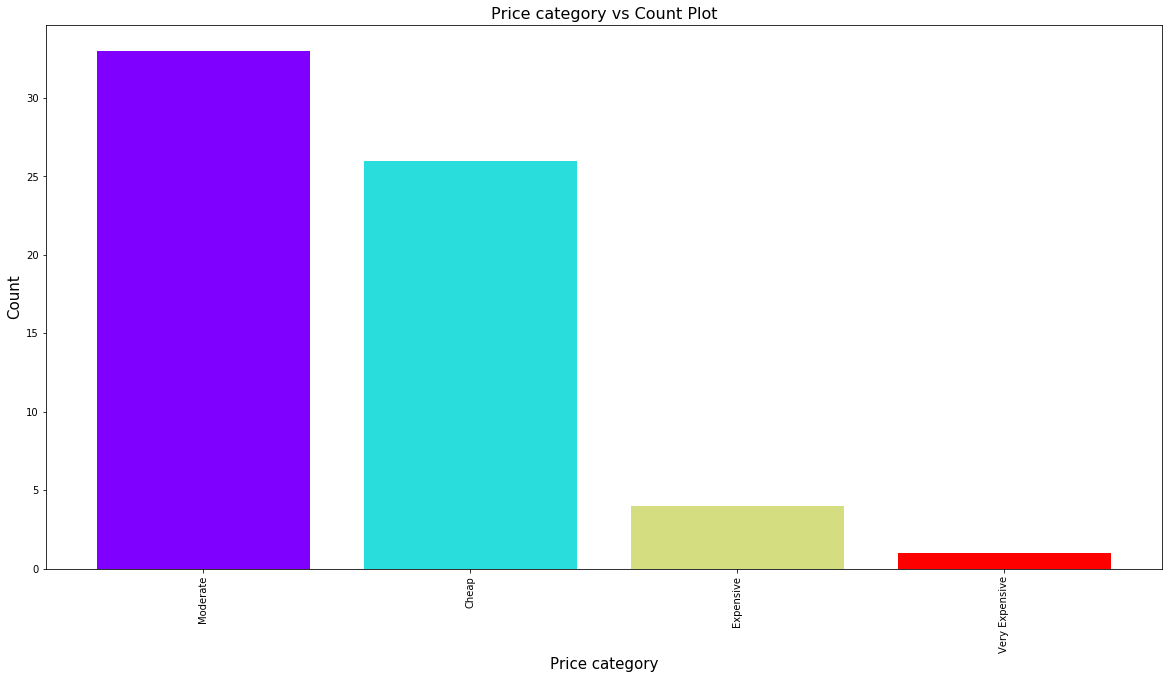 Price category vs Count Plot
Count
30
25
20
15
10
5
0
Moderate
Cheap
Expensive
Very Expensive
Price category